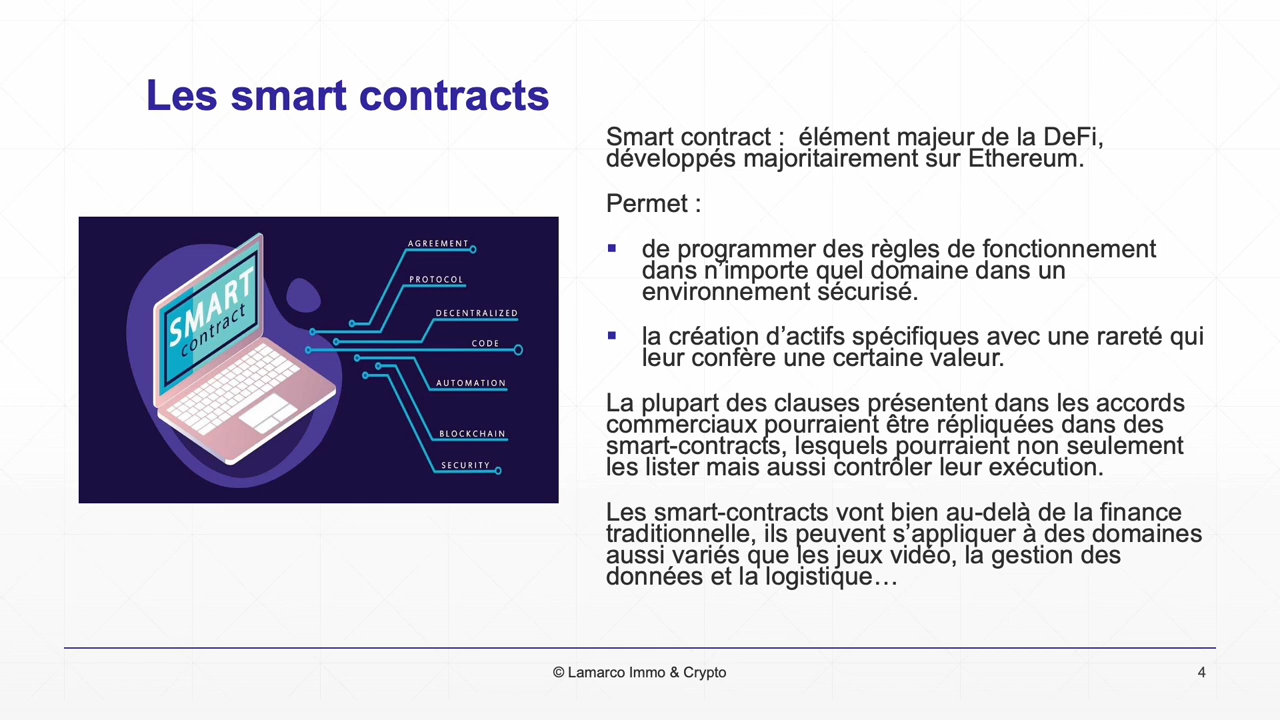 Les smart contracts
SMART
contract
AGREEMENT
PROTOCOL
DECENTRALIZED
CODE
AUTOMATION
BLOCKCHAIN
SECURITY
Smart contract :  élément majeur de la DeFi,
développés majoritairement sur Ethereum.
Permet :
▪ de programmer des règles de fonctionnement
dans n’importe quel domaine dans un
environnement sécurisé.
▪ la création d’actifs spécifiques avec une rareté qui
leur confère une certaine valeur.
La plupart des clauses présentent dans les accords
commerciaux pourraient être répliquées dans des
smart-contracts, lesquels pourraient non seulement
les lister mais aussi contrôler leur exécution.
Les smart-contracts vont bien au-delà de la finance
traditionnelle, ils peuvent s’appliquer à des domaines
aussi variés que les jeux vidéo, la gestion des
données et la logistique…
© Lamarco Immo & Crypto
4